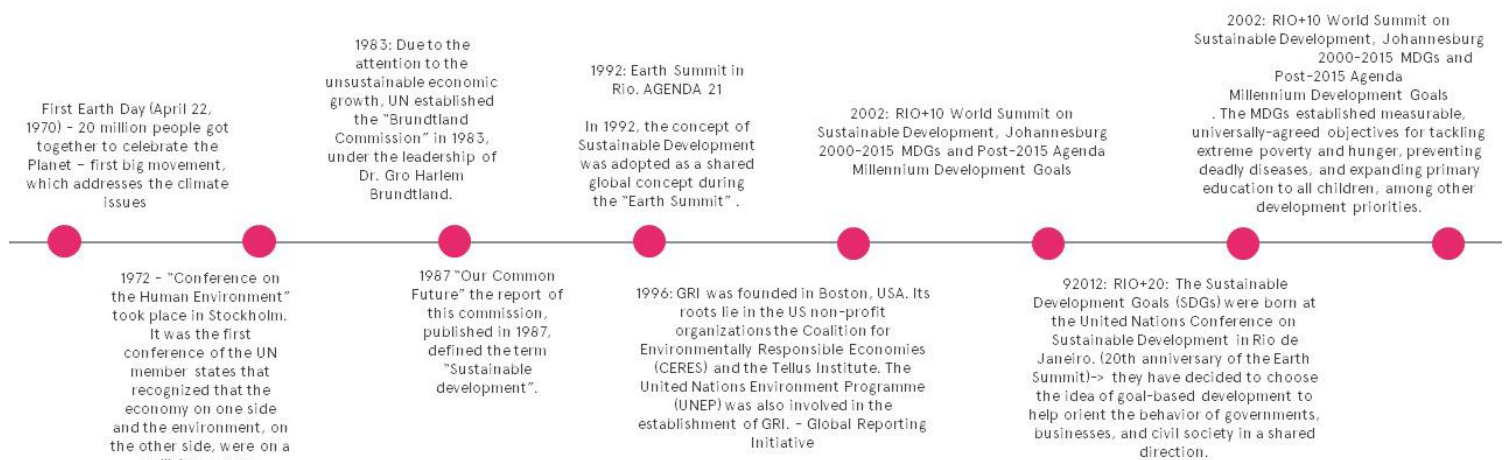 First Earth Day (April 22,
1970) - 20 million people got
together to celebrate the
Planet - first big movement,
which addresses the climate
issues
1972 - "Conference on
the Human Environment"
took place in Stockholm.
It was the first
conference of the UN
member states that
recognized that the
economy on one side
and the environment, on
the other side, were on a
1983: Due to the
attention to the
unsustainable economic
growth, UN established
the "Brundtland
Commission" in 1983,
under the leadership of
Dr. Gro Harlem
Brundtland.
1987 "Our Common
Future" the report of
this commission,
published in 1987,
defined the term
"Sustainable
development".
1992: Earth Summit in
Rio. AGENDA 21
In 1992, the concept of
Sustainable Development
was adopted as a shared
global concept during
the "Earth Summit" .
1996: GRI was founded in Boston, USA. Its
roots lie in the US non-profit
organizations the Coalition for
Environmentally Responsible Economies
(CERES) and the Tellus Institute. The
United Nations Environment Programme
(UNEP) was also involved in the
establishment of GRI. - Global Reporting
Initiative
2002: RIO+10 World Summit on
Sustainable Development, Johannesburg
2000-2015 MDGs and Post-2015 Agenda
Millennium Development Goals
92012: RIO+20: The Sustainable
Development Goals (SDGs) were born at
the United Nations Conference on
Sustainable Development in Rio de
Janeiro. (20th anniversary of the Earth
Summit)-> they have decided to choose
the idea of goal-based development to
help orient the behavior of governments,
businesses, and civil society in a shared
direction.
2002: RIO+10 World Summit on
Sustainable Development, Johannesburg
2000-2015 MDGs and
Post-2015 Agenda
Millennium Development Goals
. The MDGs established measurable,
universally-agreed objectives for tackling
extreme poverty and hunger, preventing
deadly diseases, and expanding primary
education to all children, among other
development priorities.